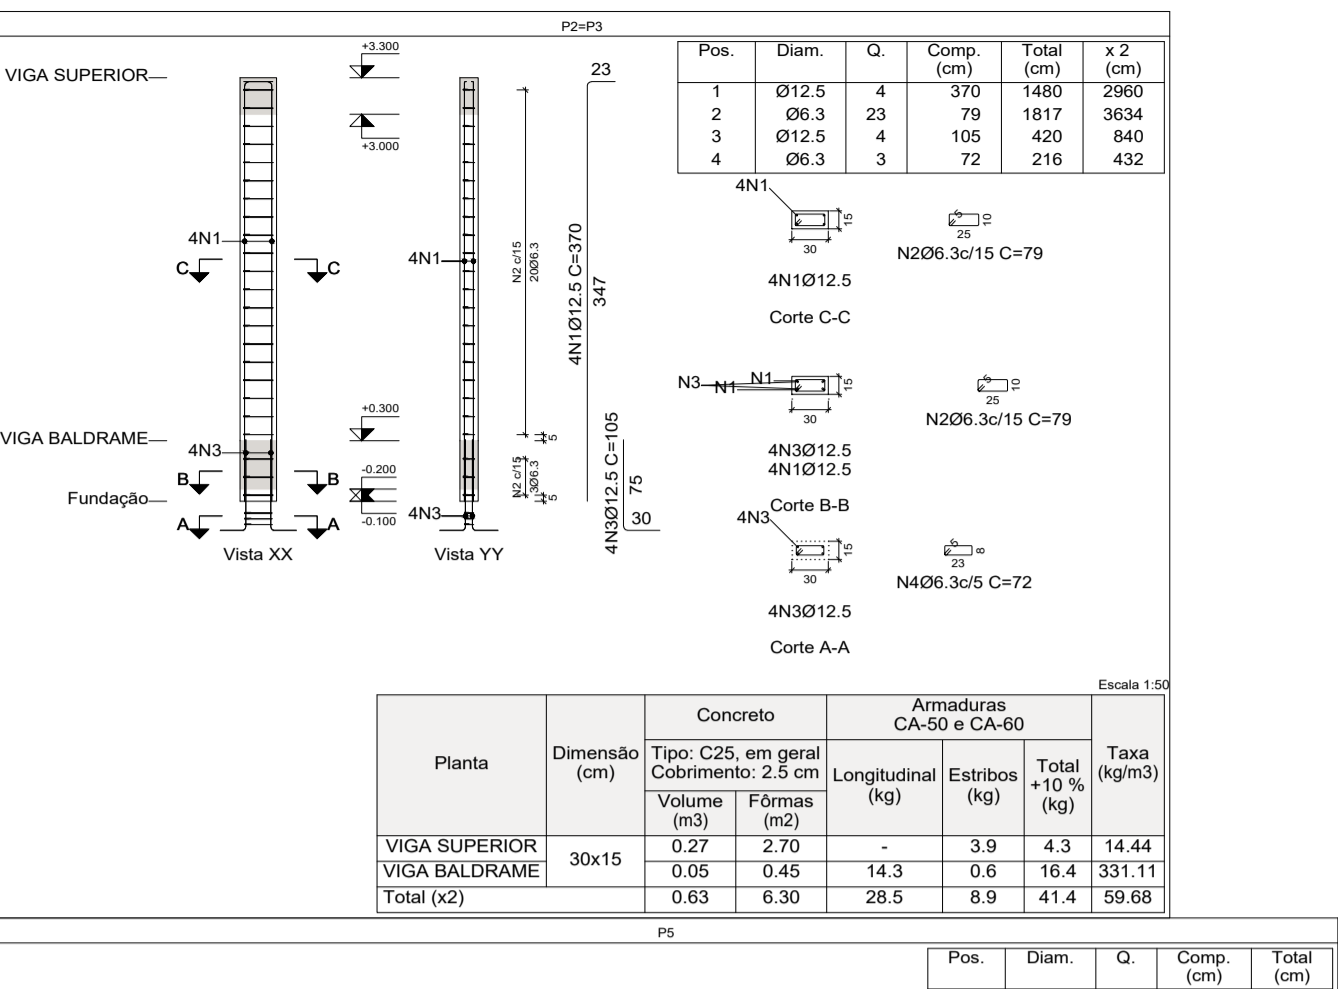 P2=P3
VIGA SUPERIOR
+3.300
+3.000
23
4N1
C C
4N1
N2 c/15
20Ø6.3
4N1Ø12.5 C=370
347
+0.300
VIGA BALDRAME
4N3
5
B B
-0.200
N2 c/15
3Ø6.3
5
Fundação
A A
-0.100
4N3
4N3Ø12.5 C=105
75
30
Vista XX
Vista YY
Pos. Diam. Q. Comp. (cm) Total (cm) x 2 (cm)
1 Ø12.5 4 370 1480 2960
2 Ø6.3 23 79 1817 3634
3 Ø12.5 4 105 420 840
4 Ø6.3 3 72 216 432
4N1
15
30
5
10
25
N2Ø6.3c/15 C=79
4N1Ø12.5
Corte C-C
N3
N1
N1
15
30
5
10
25
N2Ø6.3c/15 C=79
4N3Ø12.5
4N1Ø12.5
Corte B-B
4N3
15
30
5
8
23
N4Ø6.3c/5 C=72
4N3Ø12.5
Corte A-A
Escala 1:50
Planta
Dimensão
(cm)
Concreto
Tipo: C25, em geral
Cobrimento: 2.5 cm
Volume
(m3)
Fôrmas
(m2)
Armaduras
CA-50 e CA-60
Longitudinal
(kg)
Estribos
(kg)
Total
+10 %
(kg)
Taxa
(kg/m3)
VIGA SUPERIOR 30x15 0.27 2.70 - 3.9 4.3 14.44
VIGA BALDRAME 0.05 0.45 14.3 0.6 16.4 331.11
Total (x2) 0.63 6.30 28.5 8.9 41.4 59.68
P5
Pos. Diam. Q. Comp. (cm) Total (cm)